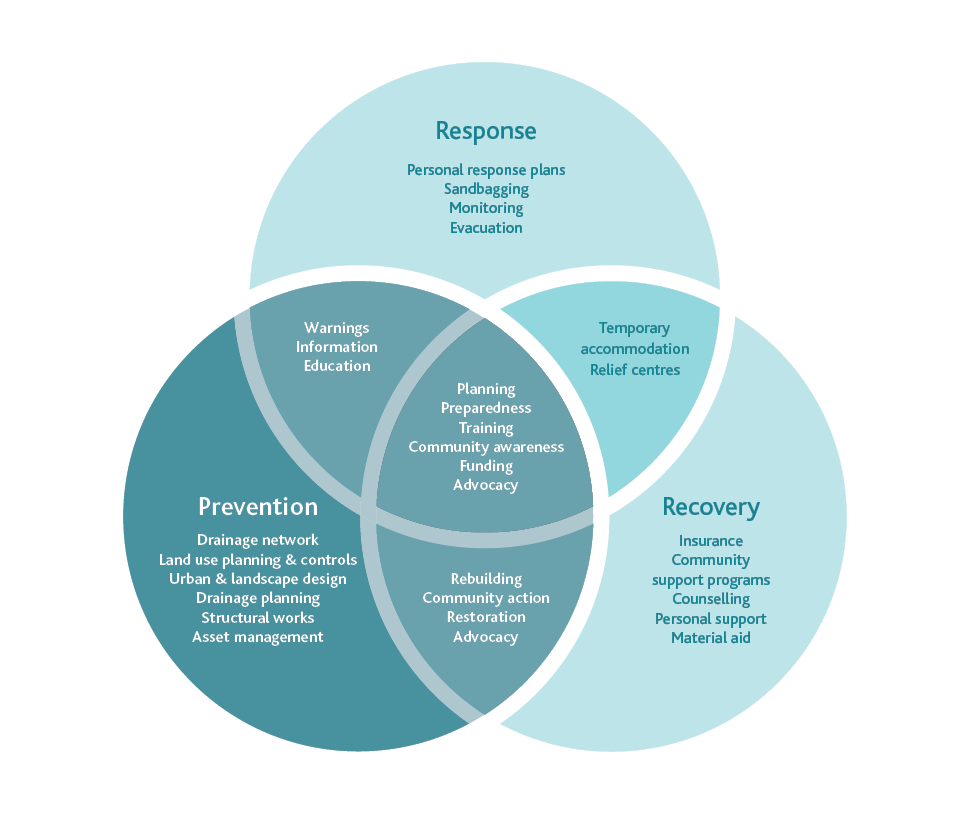 Response
Personal response plans
Sandbagging
Monitoring
Evacuation
Warnings
Information
Education
Temporary
accommodation
Relief centres
Planning
Preparedness
Training
Community awareness
Funding
Advocacy
Prevention
Drainage network
Land use planning & controls
Urban & landscape design
Drainage planning
Structural works
Asset management
Rebuilding
Community action
Restoration
Advocacy
Recovery
Insurance
Community
support programs
Counselling
Personal support
Material aid